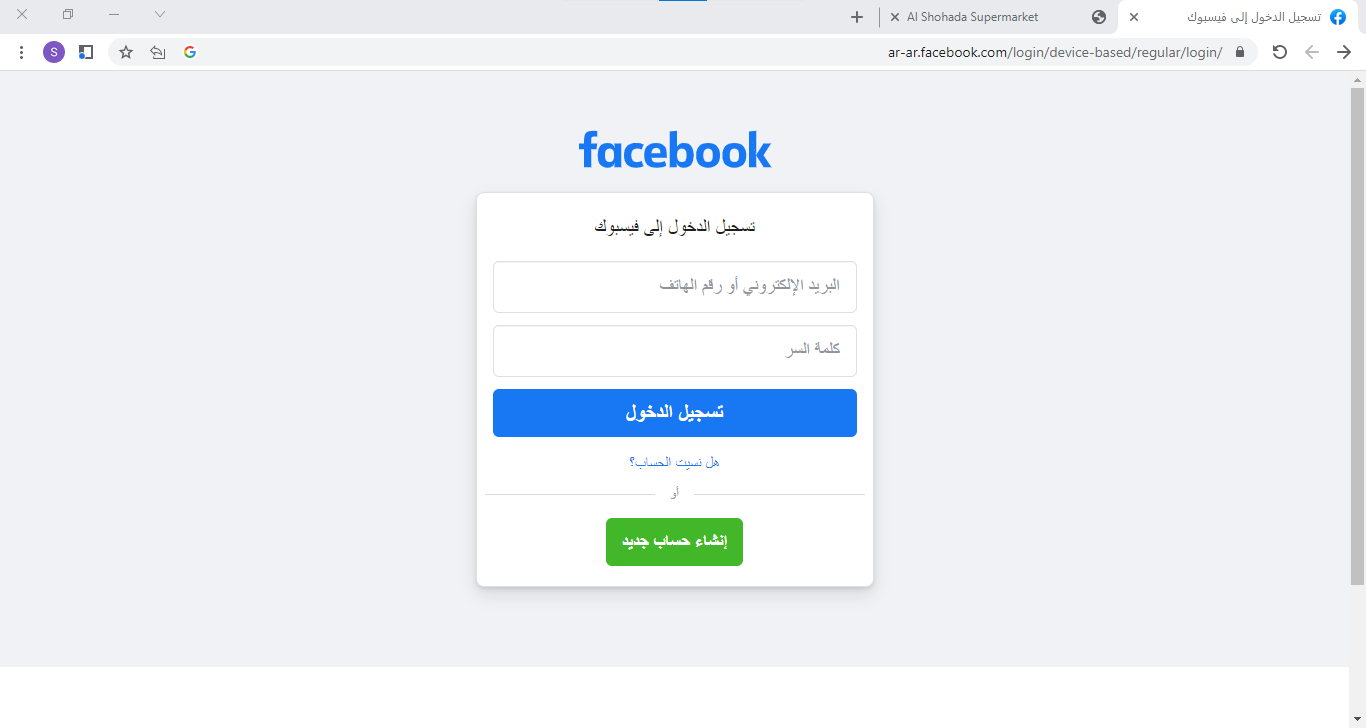 تسجيل الدخول إلى فيسبوك
Al Shohada Supermarket
ar-ar.facebook.com/login/device-based/regular/login/
S
facebook
تسجيل الدخول إلى فيسبوك
البريد الإلكتروني أو رقم الهاتف
كلمة السر
تسجيل الدخول
هل نسيت الحساب؟
أو
إنشاء حساب جديد